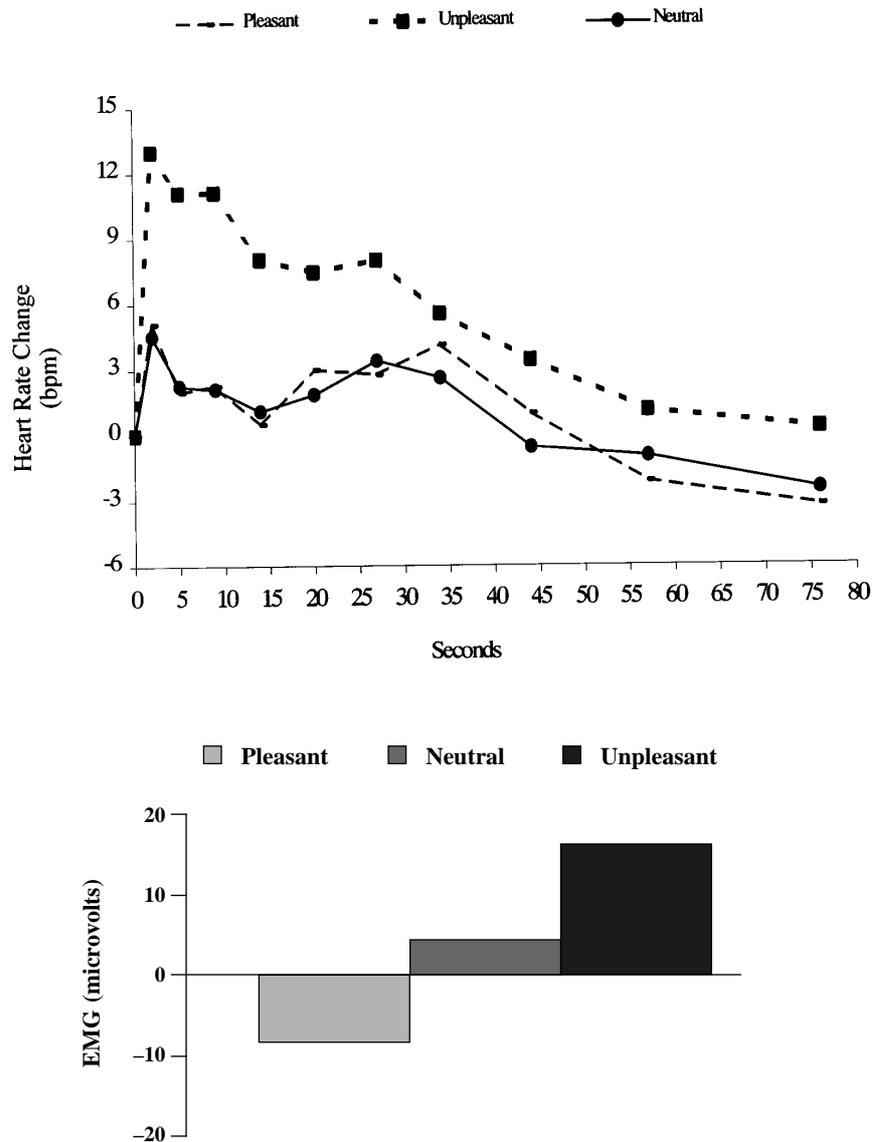 Pleasant Unpleasant Neutral
15
12
9
6
3
0
-3
-6
Heart Rate Change
(bpm)
0 5 10 15 20 25 30 35 40 45 50 55 60 65 70 75 80
Seconds
Pleasant Neutral Unpleasant
20
10
0
–10
–20
EMG (microvolts)